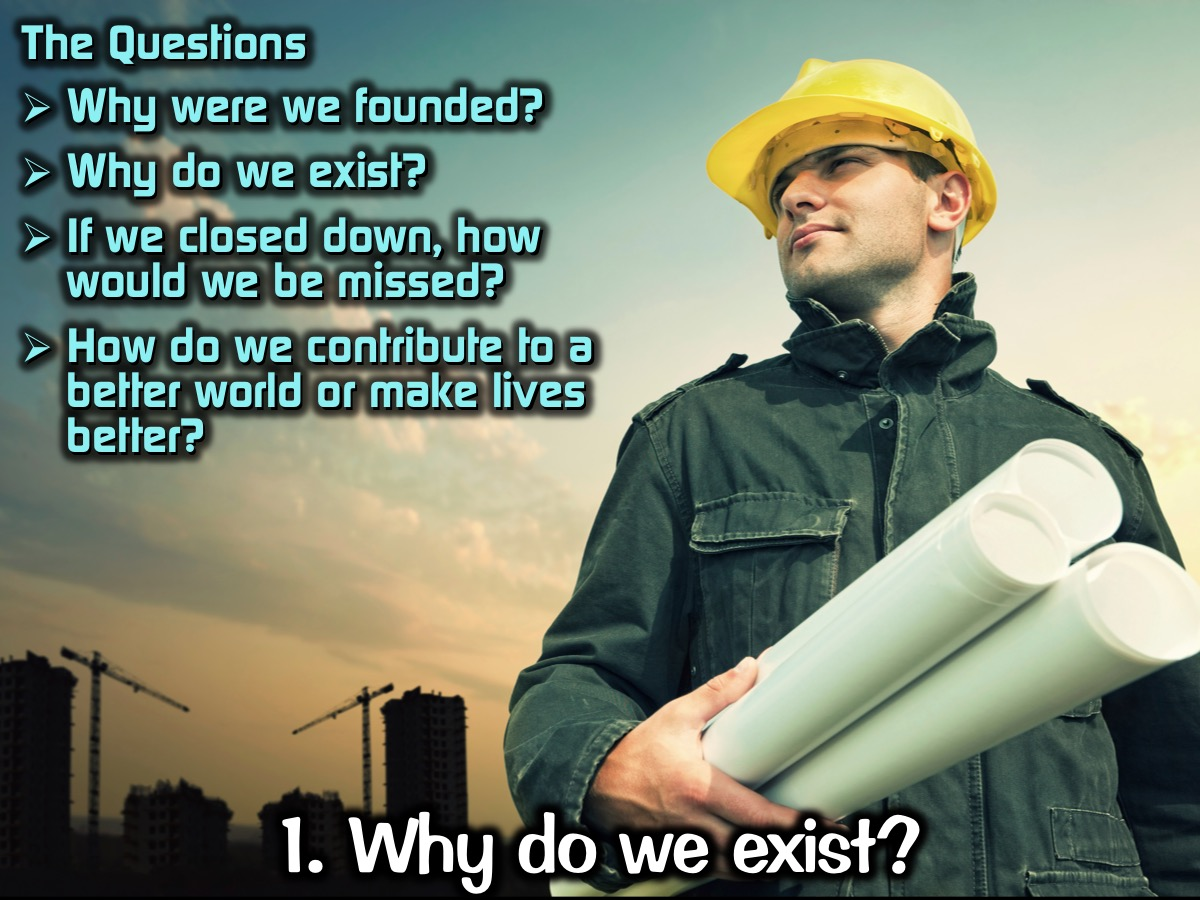 The Questions
➢ Why were we founded?
➢ Why do we exist?
➢ If we closed down, how
would we be missed?
➢ How do we contribute to a
better world or make lives
better?
1. Why do we exist?